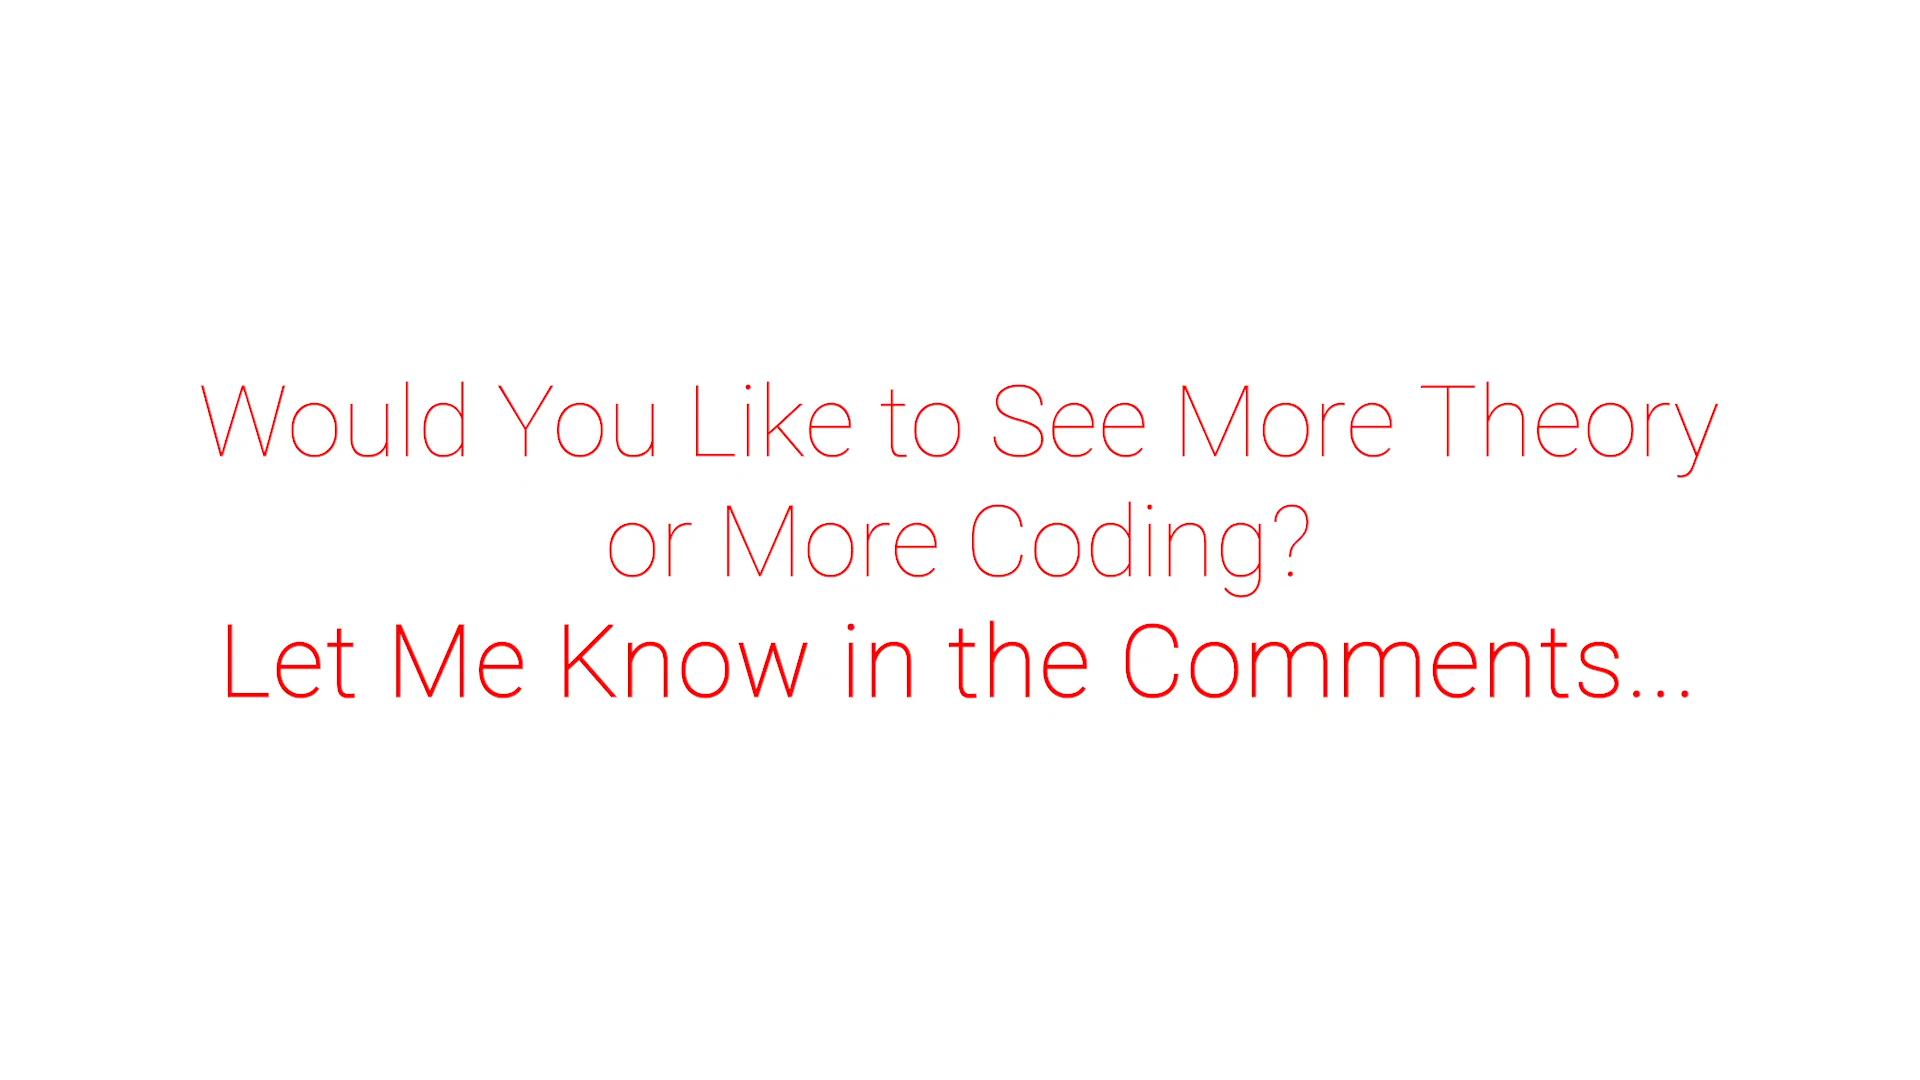 Would You Like to See More Theory
or More Coding?
Let Me Know in the Comments...